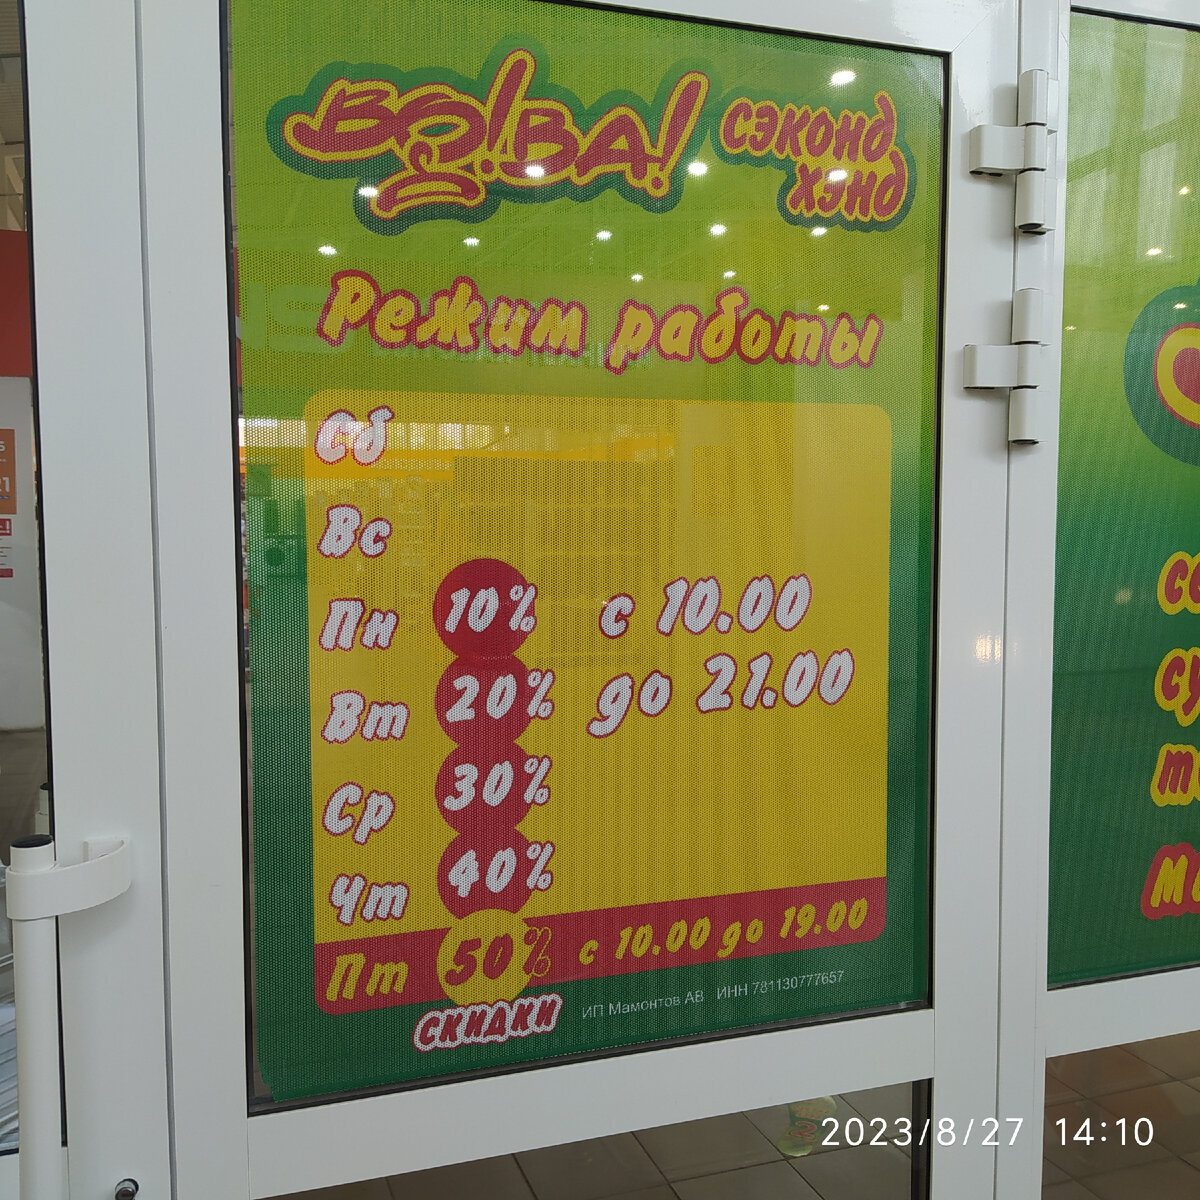 ВО!ВА! СЭКОНД ХЭНД
Режим работы
Сб
Вс
Пн 10% с 10.00
Вт 20% до 21.00
Ср 30%
Чт 40%
Пт 50% с 10.00 до 19.00
скидки
ИП Мамонтов АВ ИНН 781130777657
2023/8/27 14:10